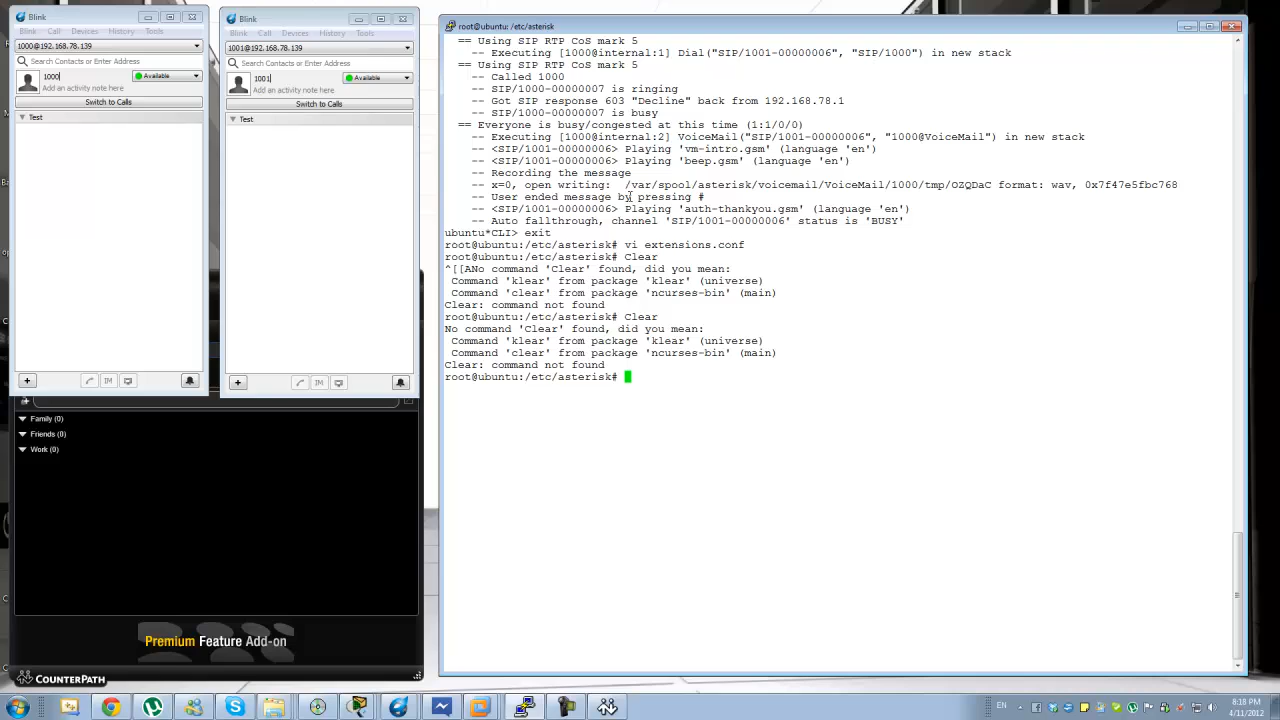 Blink
Blink Call Devices History Tools
1000@192.168.78.139
Search Contacts or Enter Address
1000
Available
Add an activity note here
Switch to Calls
Test
IM
Blink
Blink Call Devices History Tools
1001@192.168.78.139
Search Contacts or Enter Address
1001
Available
Add an activity note here
Switch to Calls
Test
IM
Family (0)
Friends (0)
Work (0)
Premium Feature Add-on
COUNTERPATH
root@ubuntu: /etc/asterisk
== Using SIP RTP CoS mark 5
-- Executing [1000@internal:1] Dial("SIP/1001-00000006", "SIP/1000") in new stack
== Using SIP RTP CoS mark 5
-- Called 1000
-- SIP/1000-00000007 is ringing
-- Got SIP response 603 "Decline" back from 192.168.78.1
-- SIP/1000-00000007 is busy
== Everyone is busy/congested at this time (1:1/0/0)
-- Executing [1000@internal:2] VoiceMail("SIP/1001-00000006", "1000@VoiceMail") in new stack
-- <SIP/1001-00000006> Playing 'vm-intro.gsm' (language 'en')
-- <SIP/1001-00000006> Playing 'beep.gsm' (language 'en')
-- Recording the message
-- x=0, open writing:  /var/spool/asterisk/voicemail/VoiceMail/1000/tmp/OZQDaC format: wav, 0x7f47e5fbc768
-- User ended message by pressing #
-- <SIP/1001-00000006> Playing 'auth-thankyou.gsm' (language 'en')
-- Auto fallthrough, channel 'SIP/1001-00000006' status is 'BUSY'
ubuntu*CLI> exit
root@ubuntu:/etc/asterisk# vi extensions.conf
root@ubuntu:/etc/asterisk# Clear
^[[ANo command 'Clear' found, did you mean:
Command 'klear' from package 'klear' (universe)
Command 'clear' from package 'ncurses-bin' (main)
Clear: command not found
root@ubuntu:/etc/asterisk# Clear
No command 'Clear' found, did you mean:
Command 'klear' from package 'klear' (universe)
Command 'clear' from package 'ncurses-bin' (main)
Clear: command not found
root@ubuntu:/etc/asterisk#
EN
8:18 PM
4/11/2012